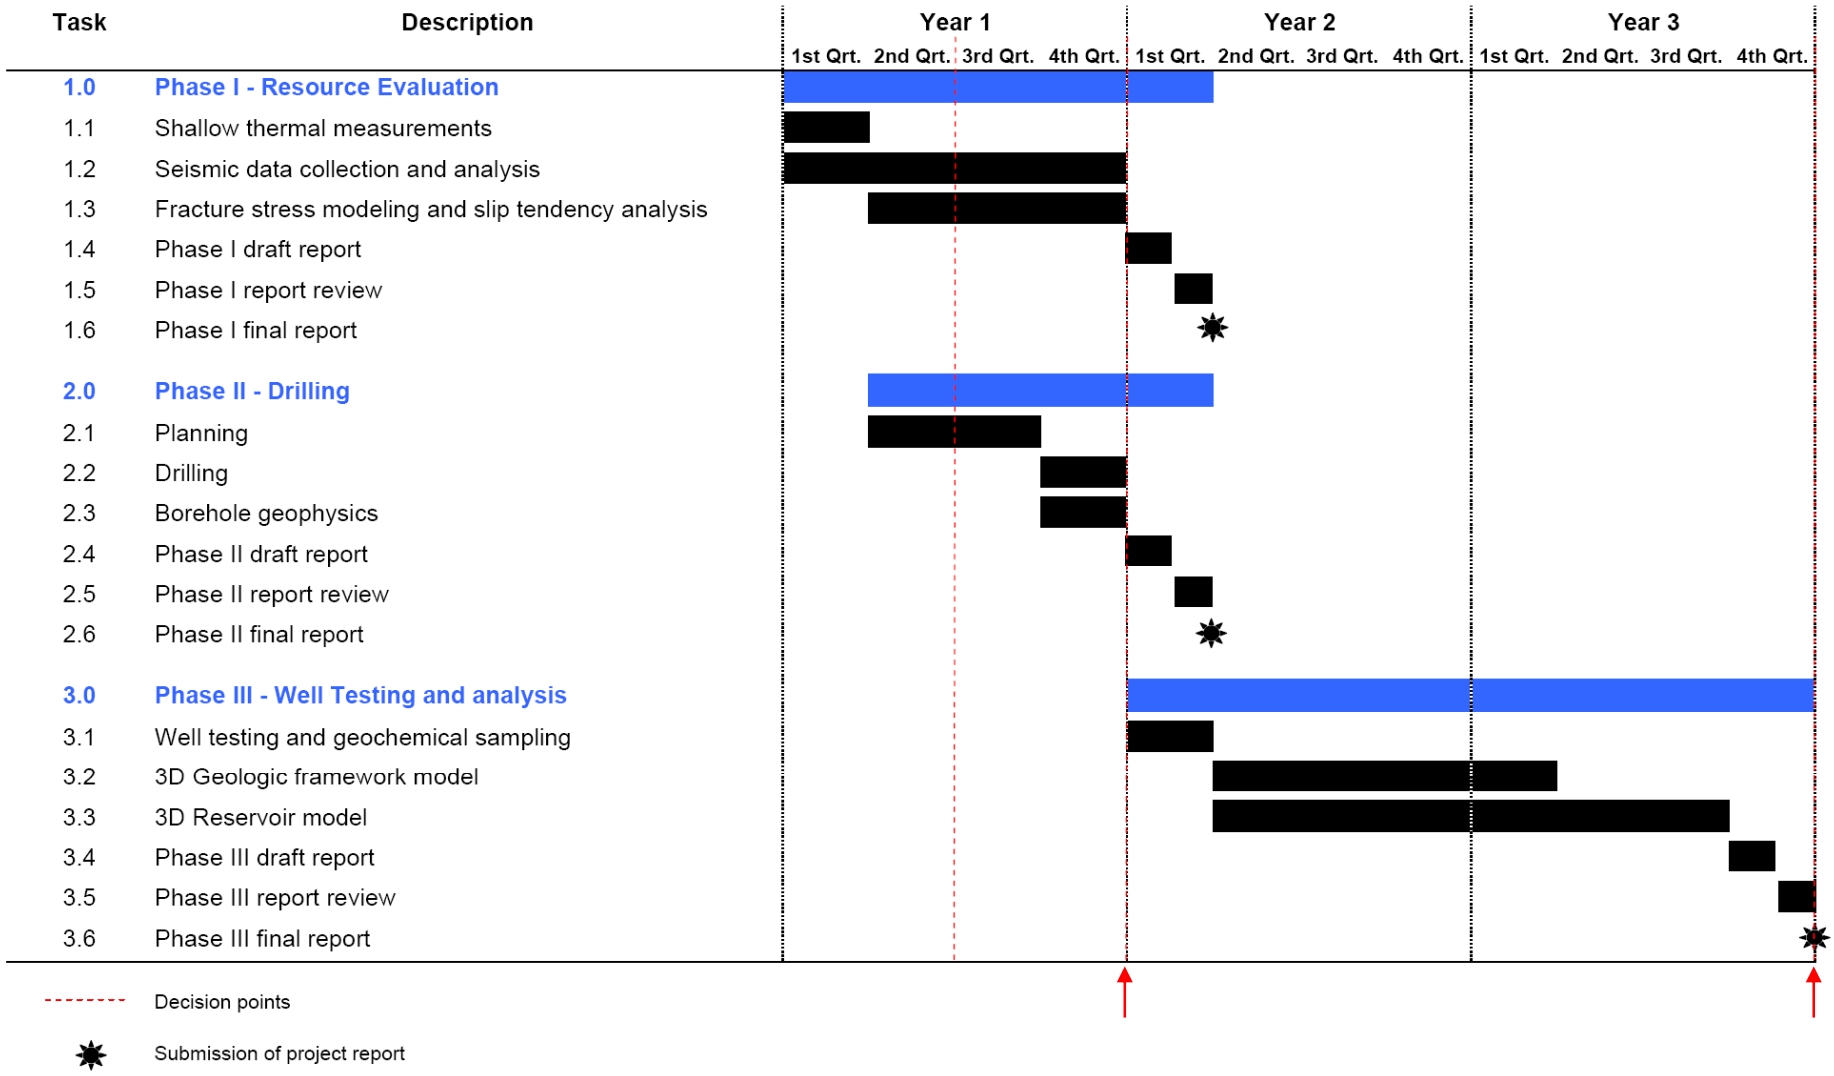 Task Description Year 1 Year 2 Year 3
1st Qrt. 2nd Qrt. 3rd Qrt. 4th Qrt. 1st Qrt. 2nd Qrt. 3rd Qrt. 4th Qrt. 1st Qrt. 2nd Qrt. 3rd Qrt. 4th Qrt.
1.0 Phase I - Resource Evaluation
1.1 Shallow thermal measurements
1.2 Seismic data collection and analysis
1.3 Fracture stress modeling and slip tendency analysis
1.4 Phase I draft report
1.5 Phase I report review
1.6 Phase I final report
2.0 Phase II - Drilling
2.1 Planning
2.2 Drilling
2.3 Borehole geophysics
2.4 Phase II draft report
2.5 Phase II report review
2.6 Phase II final report
3.0 Phase III - Well Testing and analysis
3.1 Well testing and geochemical sampling
3.2 3D Geologic framework model
3.3 3D Reservoir model
3.4 Phase III draft report
3.5 Phase III report review
3.6 Phase III final report
Decision points
Submission of project report